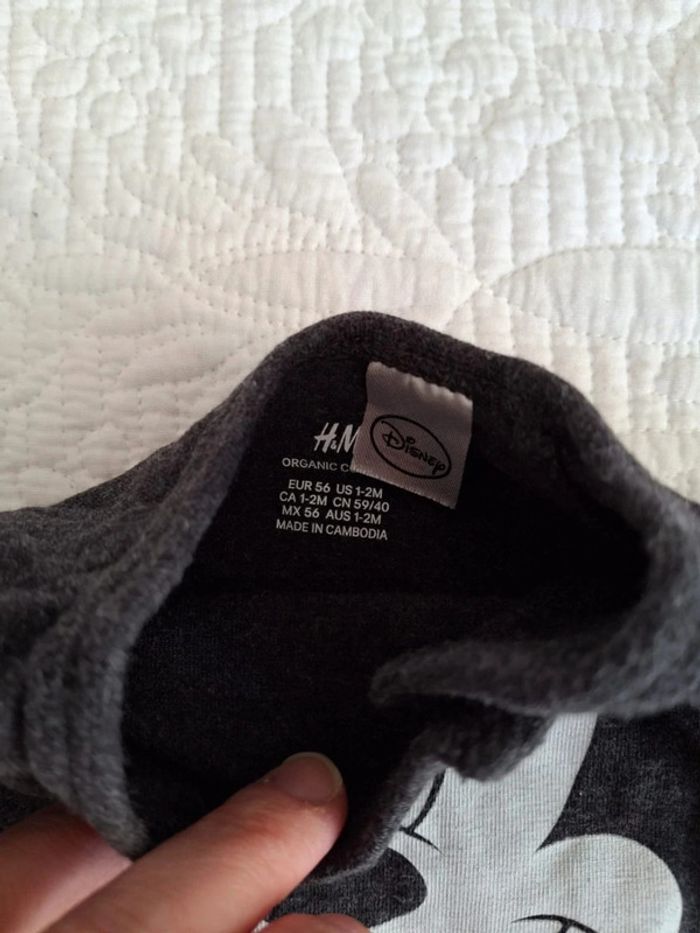 H&M
Disney
ORGANIC
EUR 56 US 1-2M
CA 1-2M CN 59/40
MX 56 AUS 1-2M
MADE IN CAMBODIA